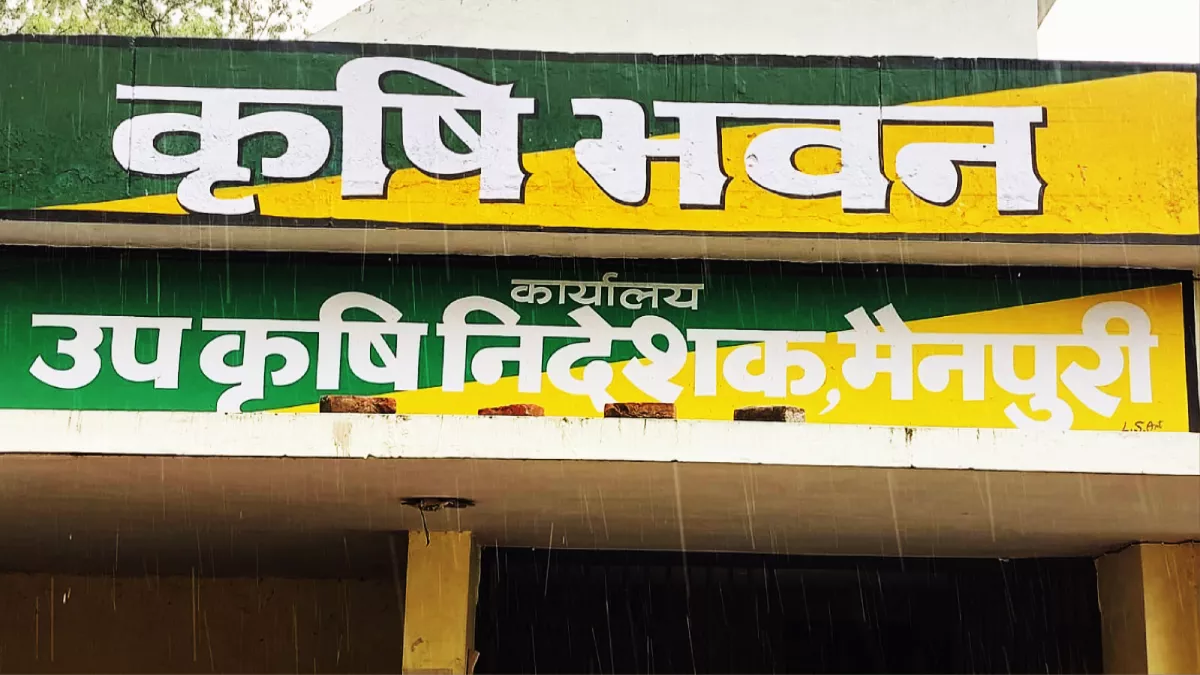 कृषि भवन
कार्यालय
उप कृषि निदेशक, मैनपुरी